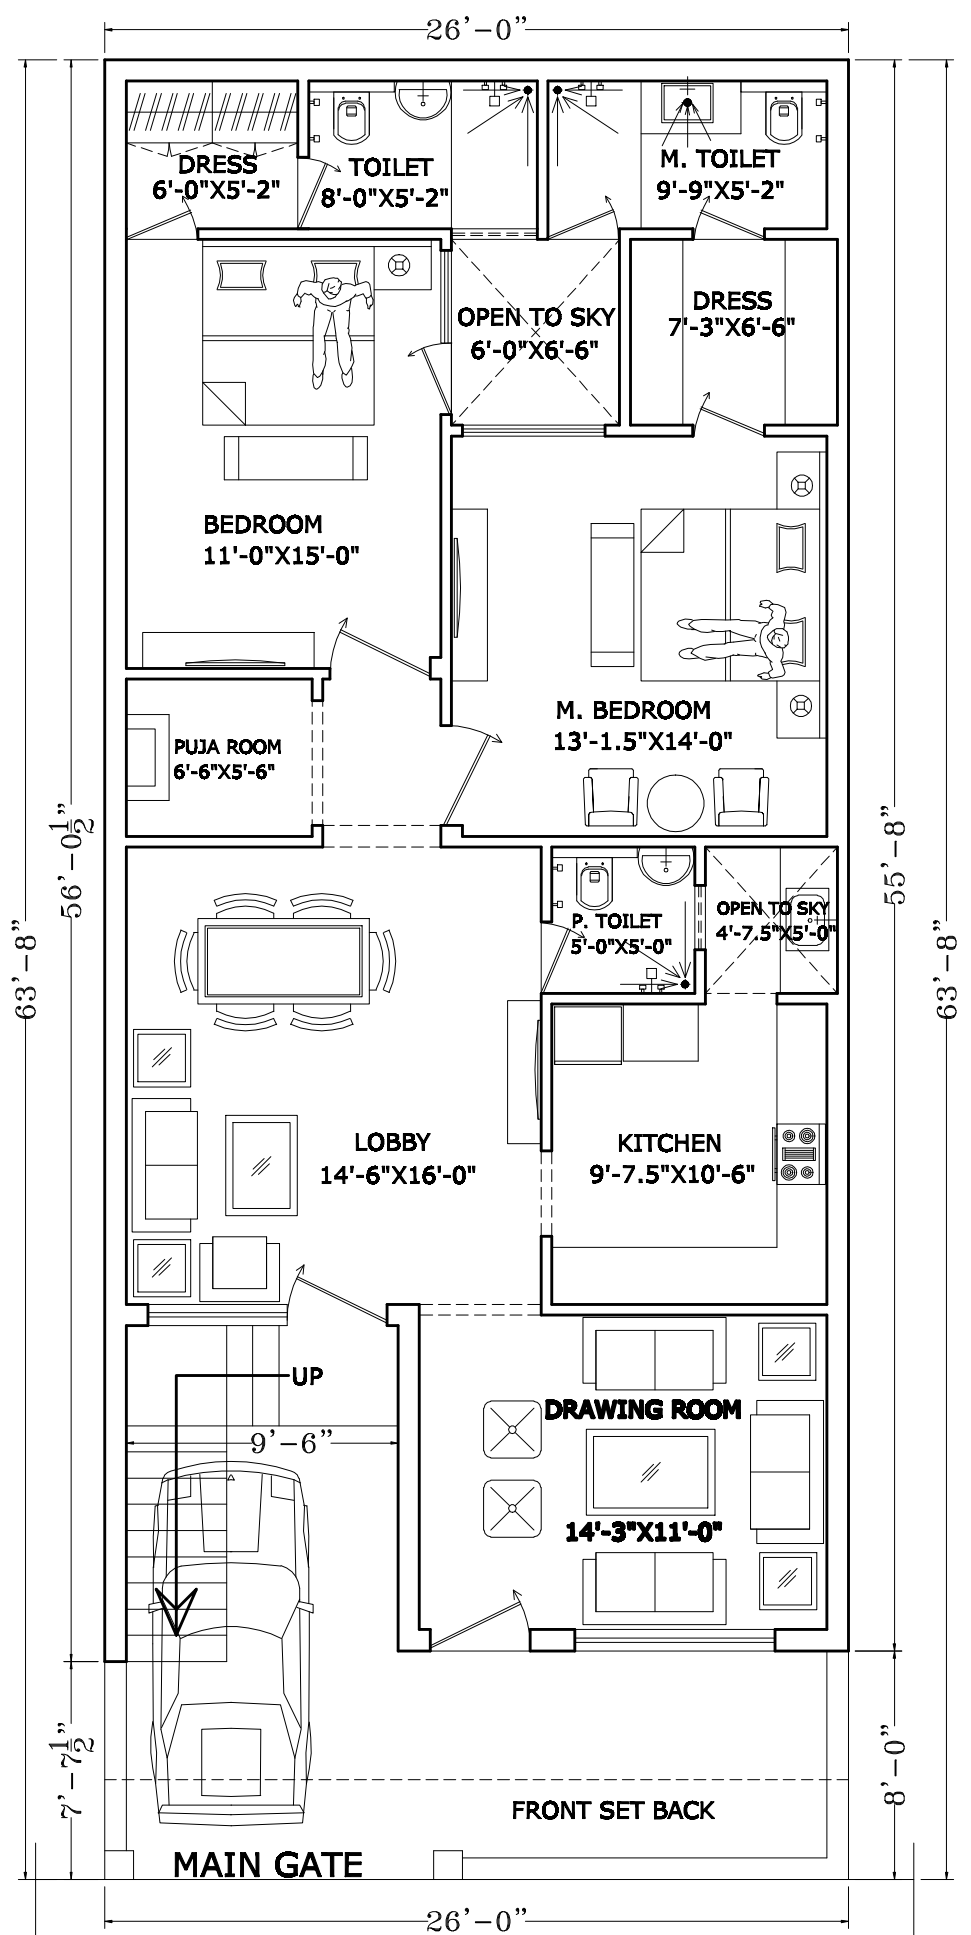 26'-0"
DRESS
6'-0"X5'-2"
TOILET
8'-0"X5'-2"
M. TOILET
9'-9"X5'-2"
OPEN TO SKY
6'-0"X6'-6"
DRESS
7'-3"X6'-6"
BEDROOM
11'-0"X15'-0"
M. BEDROOM
13'-1.5"X14'-0"
PUJA ROOM
6'-6"X5'-6"
56'-0 1/2"
55'-8"
63'-8"
63'-8"
P. TOILET
5'-0"X5'-0"
OPEN TO SKY
4'-7.5"X5'-0"
LOBBY
14'-6"X16'-0"
KITCHEN
9'-7.5"X10'-6"
UP
DRAWING ROOM
9'-6"
14'-3"X11'-0"
7'-7 1/2"
8'-0"
FRONT SET BACK
MAIN GATE
26'-0"